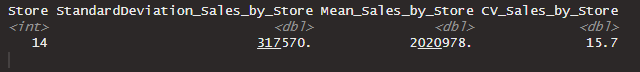 Store StandardDeviation_Sales_by_Store Mean_Sales_by_Store CV_Sales_by_Store
<int> <dbl> <dbl> <dbl>
14 317570. 2020978. 15.7